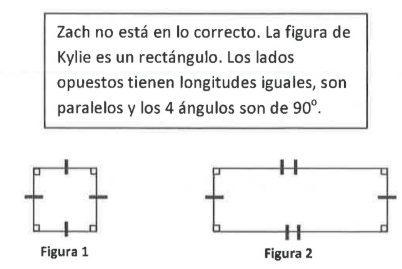 Zach no está en lo correcto. La figura de
Kylie es un rectángulo. Los lados
opuestos tienen longitudes iguales, son
paralelos y los 4 ángulos son de 90°.
Figura 1
Figura 2